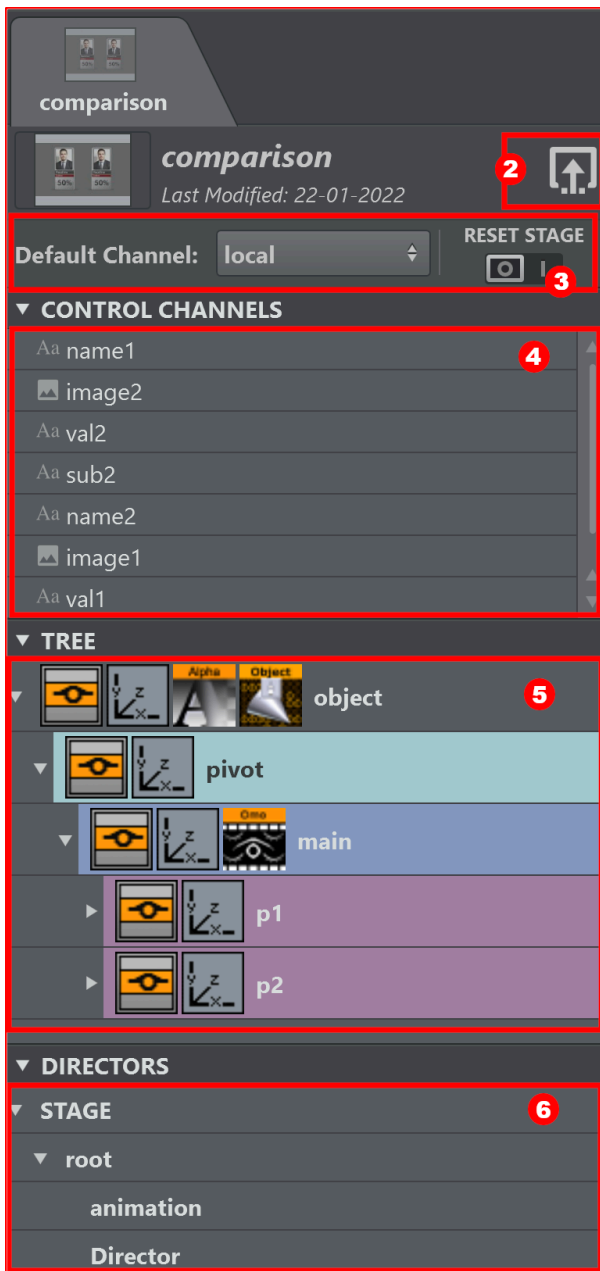 50% 50%
comparison
50% 50%
comparison
Last Modified: 22-01-2022
2
Default Channel: local
RESET STAGE
3
CONTROL CHANNELS
Aa name1
4
image2
Aa val2
Aa sub2
Aa name2
image1
Aa val1
TREE
Alpha Object
y z x A object
5
y z x pivot
Omo
y z x main
y z x p1
y z x p2
DIRECTORS
STAGE
6
root
animation
Director